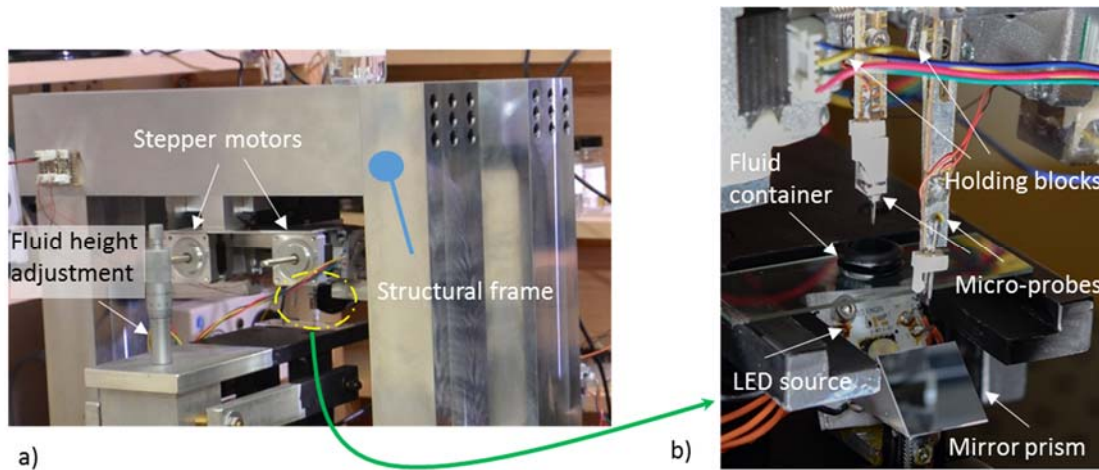 Stepper motors
Fluid height
adjustment
Structural frame
a)
Fluid
container
Holding blocks
Micro-probes
LED source
Mirror prism
b)